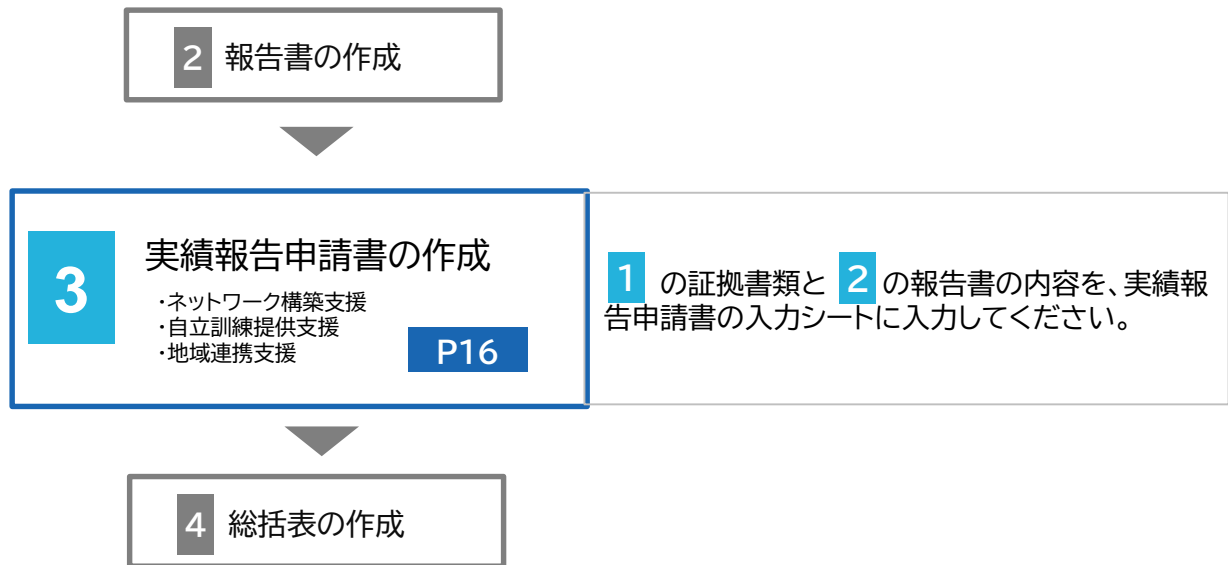 2 報告書の作成
3 実績報告申請書の作成
・ネットワーク構築支援
・自立訓練提供支援
・地域連携支援
P16
1 の証拠書類と 2 の報告書の内容を、実績報
告申請書の入力シートに入力してください。
4 総括表の作成